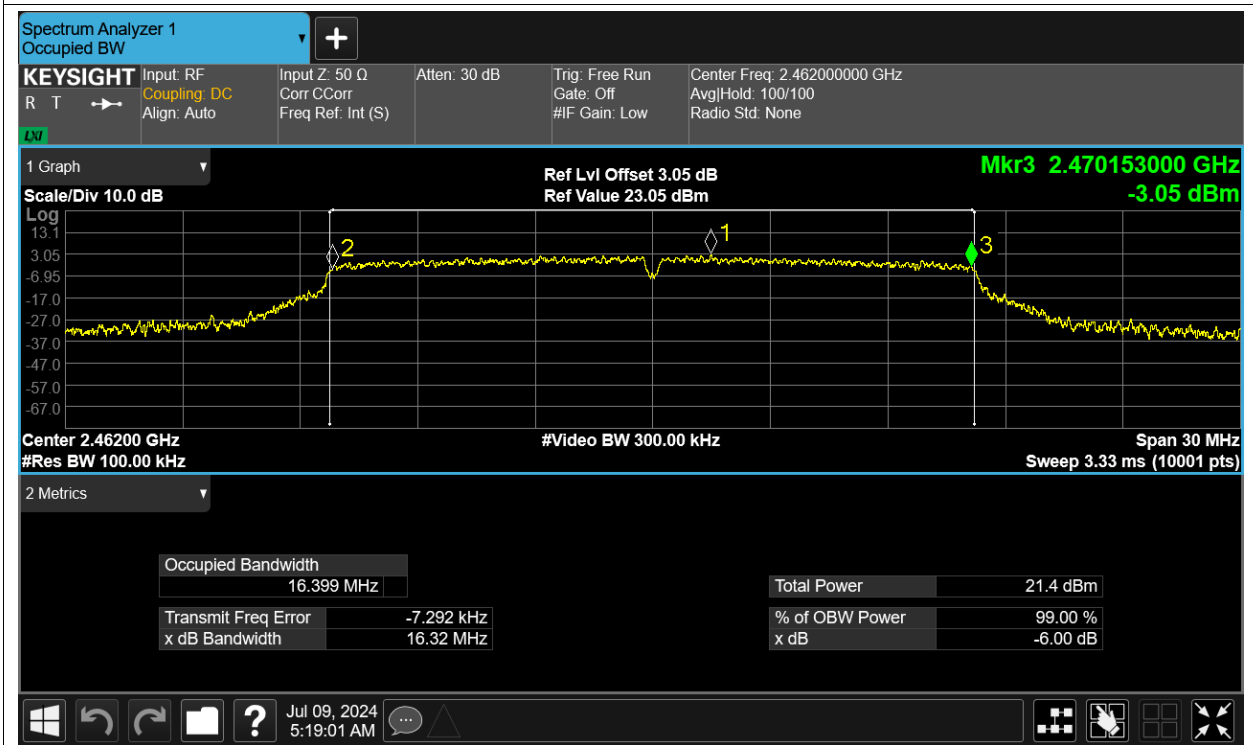 Spectrum Analyzer 1
Occupied BW
KEYSIGHT
R T
LXI
Input: RF
Coupling: DC
Align: Auto
Input Z: 50 Ω
Corr CCorr
Freq Ref: Int (S)
Atten: 30 dB
Trig: Free Run
Gate: Off
#IF Gain: Low
Center Freq: 2.462000000 GHz
Avg|Hold: 100/100
Radio Std: None
1 Graph
Scale/Div 10.0 dB
Ref Lvl Offset 3.05 dB
Ref Value 23.05 dBm
Mkr3 2.470153000 GHz
-3.05 dBm
Log
13.1
3.05
-6.95
-17.0
-27.0
-37.0
-47.0
-57.0
-67.0
2
1
3
Center 2.46200 GHz
#Video BW 300.00 kHz
Span 30 MHz
#Res BW 100.00 kHz
Sweep 3.33 ms (10001 pts)
2 Metrics
Occupied Bandwidth
16.399 MHz
Total Power 21.4 dBm
Transmit Freq Error -7.292 kHz
% of OBW Power 99.00 %
x dB Bandwidth 16.32 MHz
x dB -6.00 dB
?
Jul 09, 2024
5:19:01 AM